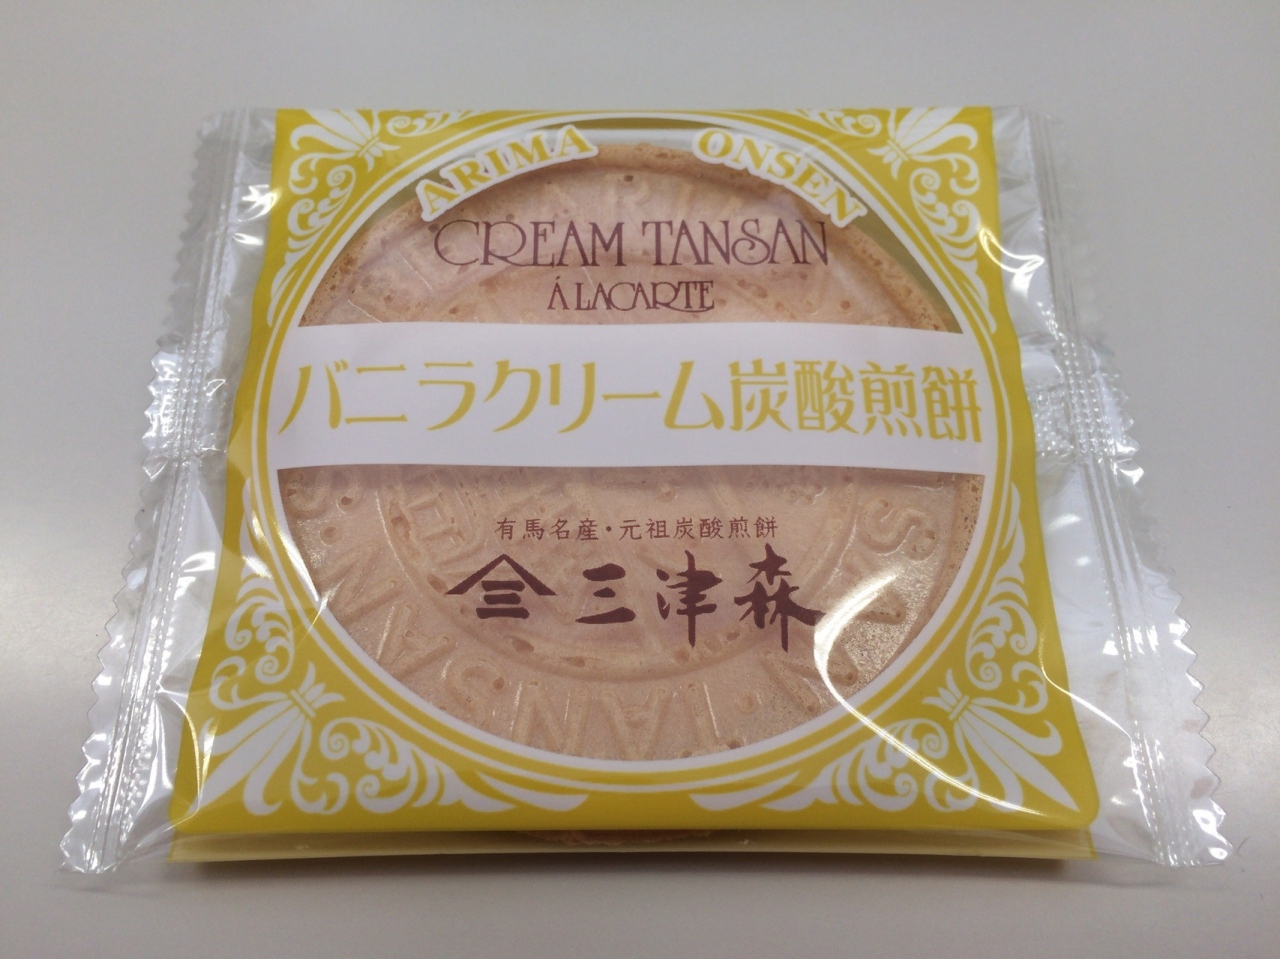 ARIMA ONSEN
CREAM TANSAN
Á LACARTE
バニラクリーム炭酸煎餅
有馬名産・元祖炭酸煎餅
三津森
TANSAN